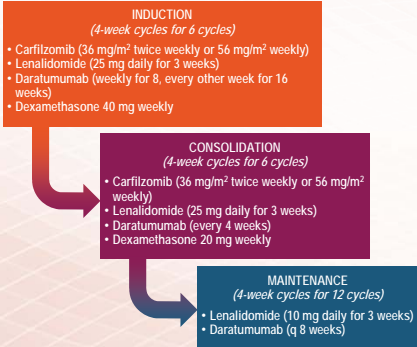 INDUCTION
(4-week cycles for 6 cycles)
• Carfilzomib (36 mg/m² twice weekly or 56 mg/m² weekly)
• Lenalidomide (25 mg daily for 3 weeks)
• Daratumumab (weekly for 8, every other week for 16
weeks)
• Dexamethasone 40 mg weekly
CONSOLIDATION
(4-week cycles for 6 cycles)
• Carfilzomib (36 mg/m² twice weekly or 56 mg/m²
weekly)
• Lenalidomide (25 mg daily for 3 weeks)
• Daratumumab (every 4 weeks)
• Dexamethasone 20 mg weekly
MAINTENANCE
(4-week cycles for 12 cycles)
• Lenalidomide (10 mg daily for 3 weeks)
• Daratumumab (q 8 weeks)